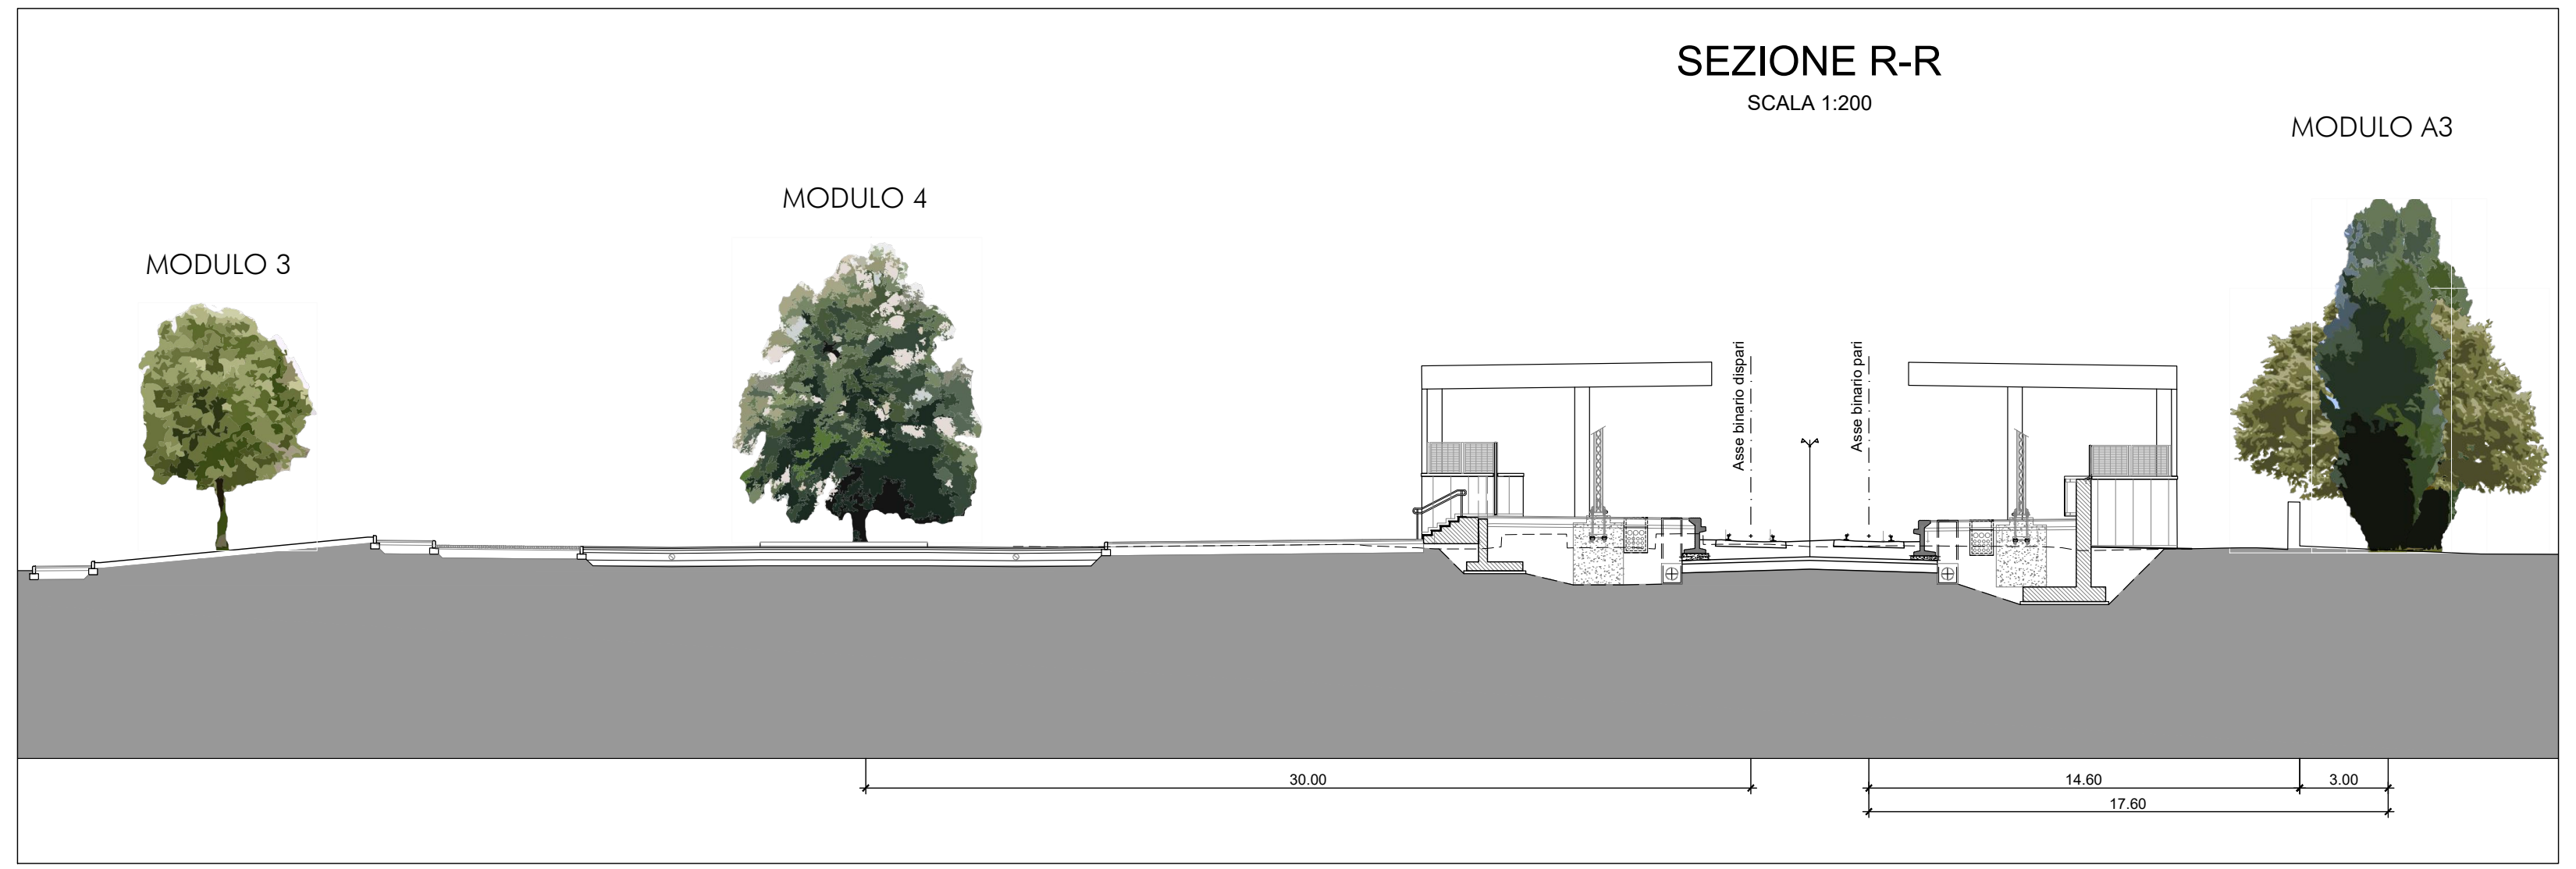 SEZIONE R-R
SCALA 1:200
MODULO A3
MODULO 4
MODULO 3
Asse binario dispari
Asse binario pari
30.00
14.60
3.00
17.60